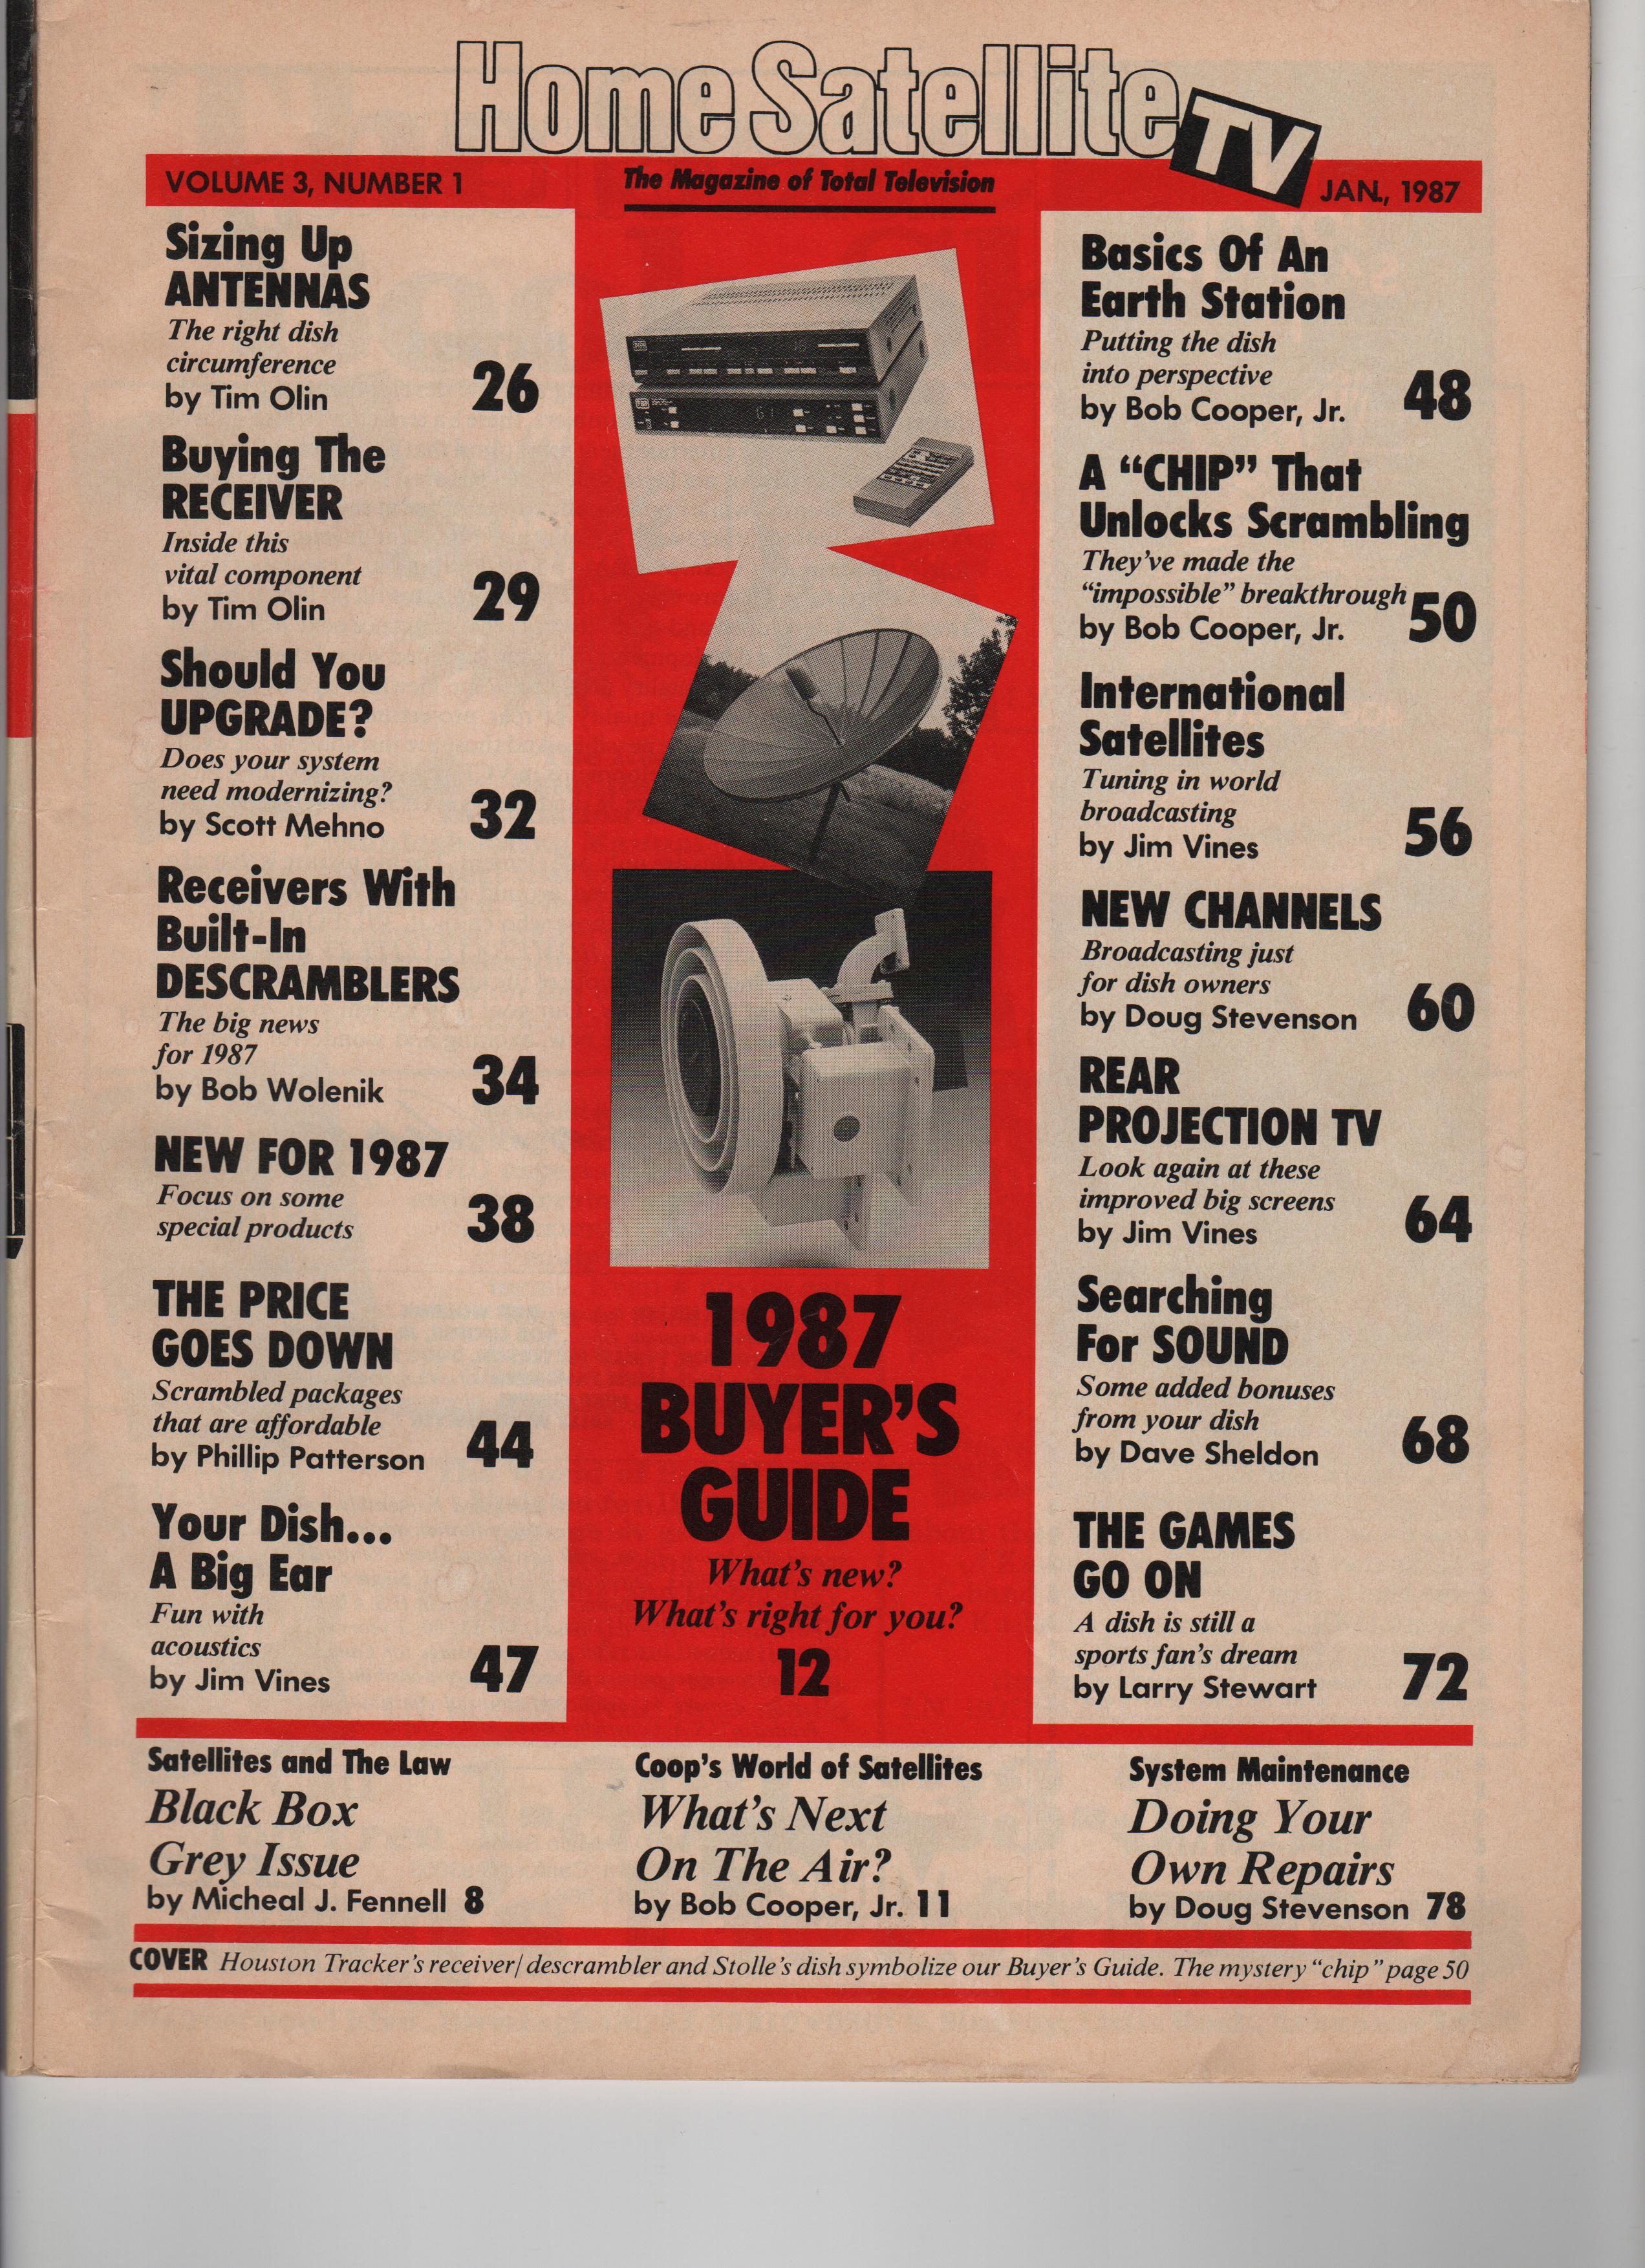 Home Satellite TV
VOLUME 3, NUMBER 1
The Magazine of Total Television
JAN., 1987
Sizing Up
ANTENNAS
The right dish
circumference
by Tim Olin
26
Buying The
RECEIVER
Inside this
vital component
by Tim Olin
29
Should You
UPGRADE?
Does your system
need modernizing?
by Scott Mehno
32
Receivers With
Built-In
DESCRAMBLERS
The big news
for 1987
by Bob Wolenik
34
NEW FOR 1987
Focus on some
special products
38
THE PRICE
GOES DOWN
Scrambled packages
that are affordable
by Phillip Patterson
44
Your Dish...
A Big Ear
Fun with
acoustics
by Jim Vines
47
1987
BUYER'S
GUIDE
What's new?
What's right for you?
12
Basics Of An
Earth Station
Putting the dish
into perspective
by Bob Cooper, Jr.
48
A “CHIP” That
Unlocks Scrambling
They've made the
“impossible” breakthrough
by Bob Cooper, Jr.
50
International
Satellites
Tuning in world
broadcasting
by Jim Vines
56
NEW CHANNELS
Broadcasting just
for dish owners
by Doug Stevenson
60
REAR
PROJECTION TV
Look again at these
improved big screens
by Jim Vines
64
Searching
For SOUND
Some added bonuses
from your dish
by Dave Sheldon
68
THE GAMES
GO ON
A dish is still a
sports fan's dream
by Larry Stewart
72
Satellites and The Law
Black Box
Grey Issue
by Micheal J. Fennell 8
Coop's World of Satellites
What's Next
On The Air?
by Bob Cooper, Jr. 11
System Maintenance
Doing Your
Own Repairs
by Doug Stevenson 78
COVER Houston Tracker's receiver/descrambler and Stolle's dish symbolize our Buyer's Guide. The mystery “chip” page 50